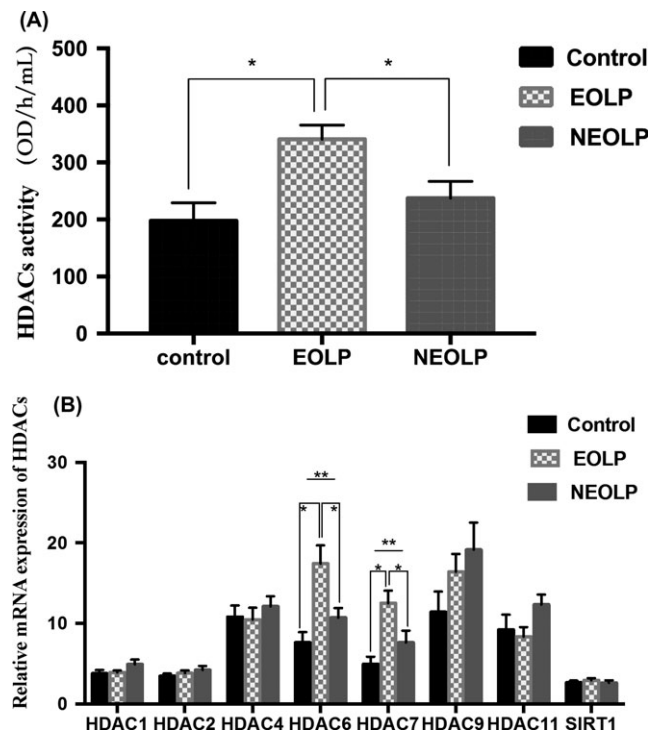 (A)
HDACs activity (OD/h/mL)
500
400
300
200
100
0
* *
control EOLP NEOLP
Control
EOLP
NEOLP
(B)
Relative mRNA expression of HDACs
30
20
10
0
**
* *
**
* *
HDAC1 HDAC2 HDAC4 HDAC6 HDAC7 HDAC9 HDAC11 SIRT1
Control
EOLP
NEOLP